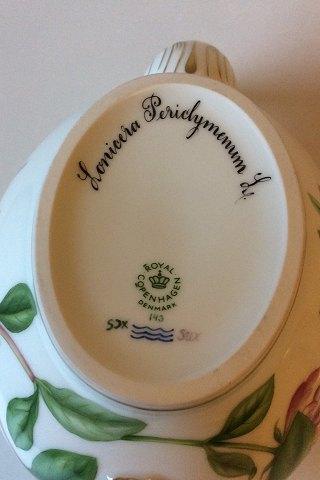 Lonicera Periclymenum L.
ROYAL
COPENHAGEN
DENMARK
143